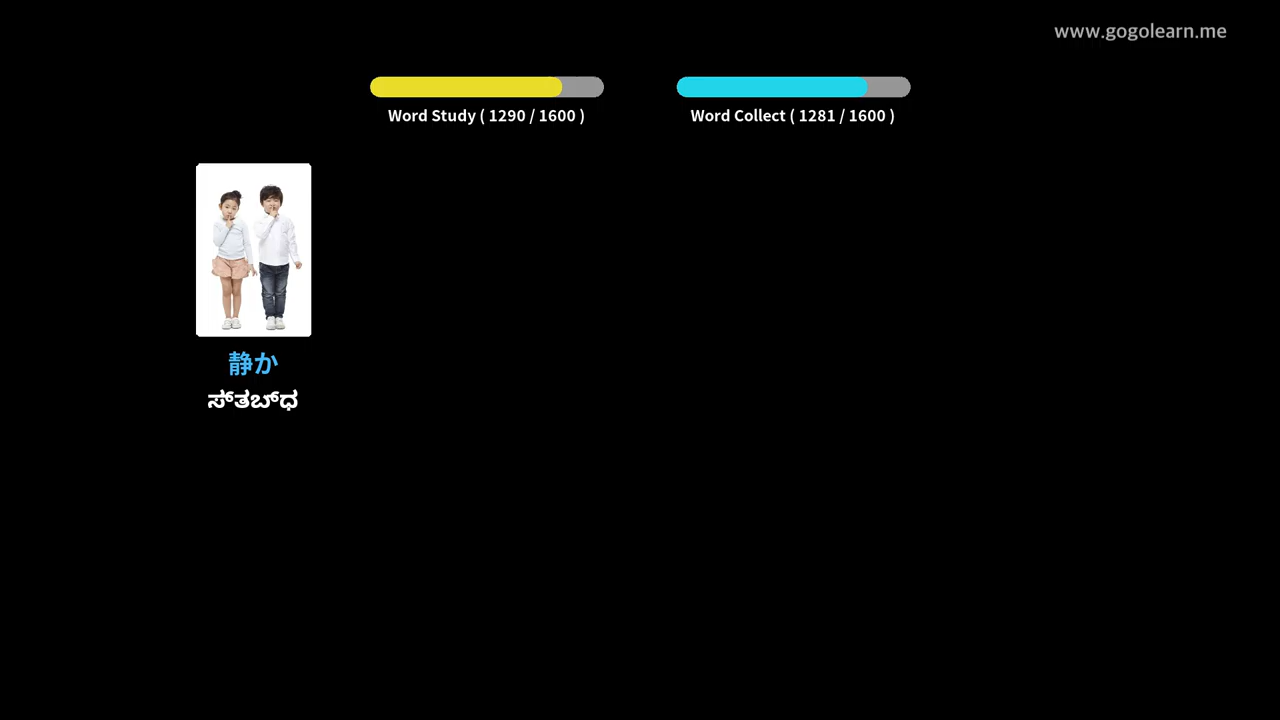 www.gogolearn.me
Word Study ( 1290 / 1600 )
Word Collect ( 1281 / 1600 )
静か
ಸ್ತಬ್ಧ